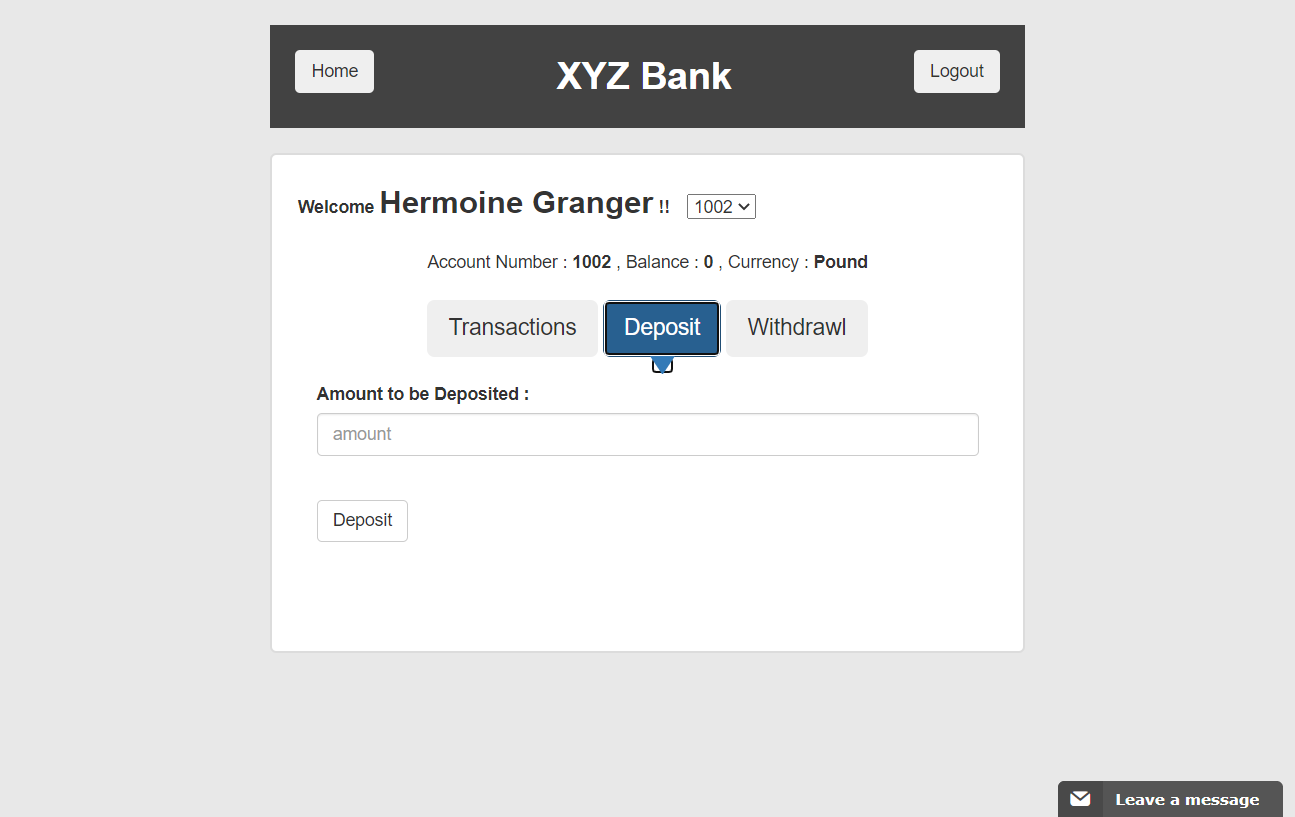 Home XYZ Bank Logout
Welcome Hermoine Granger !! 1002
Account Number : 1002 , Balance : 0 , Currency : Pound
Transactions Deposit Withdrawl
Amount to be Deposited :
amount
Deposit
Leave a message